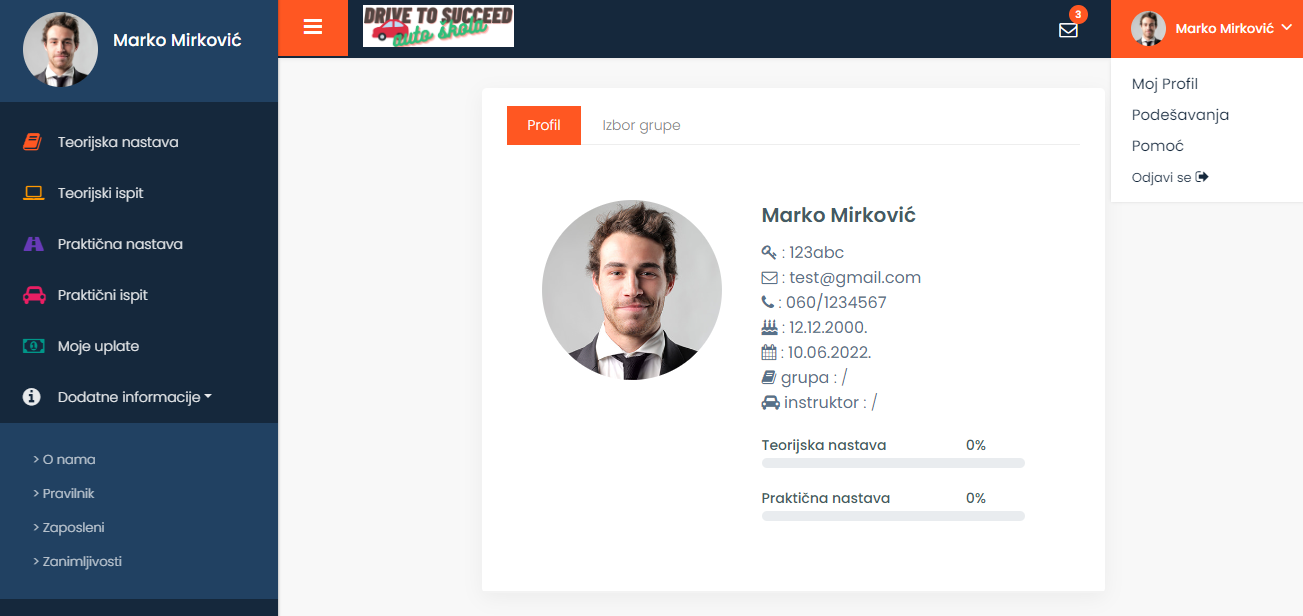 Marko Mirković
Teorijska nastava
Teorijski ispit
Praktična nastava
Praktični ispit
Moje uplate
Dodatne informacije
> O nama
> Pravilnik
> Zaposleni
> Zanimljivosti
DRIVE TO SUCCEED
auto škola
3
Marko Mirković
Moj Profil
Podešavanja
Pomoć
Odjavi se
Profil Izbor grupe
Marko Mirković
: 123abc
: test@gmail.com
: 060/1234567
: 12.12.2000.
: 10.06.2022.
grupa : /
instruktor : /
Teorijska nastava 0%
Praktična nastava 0%